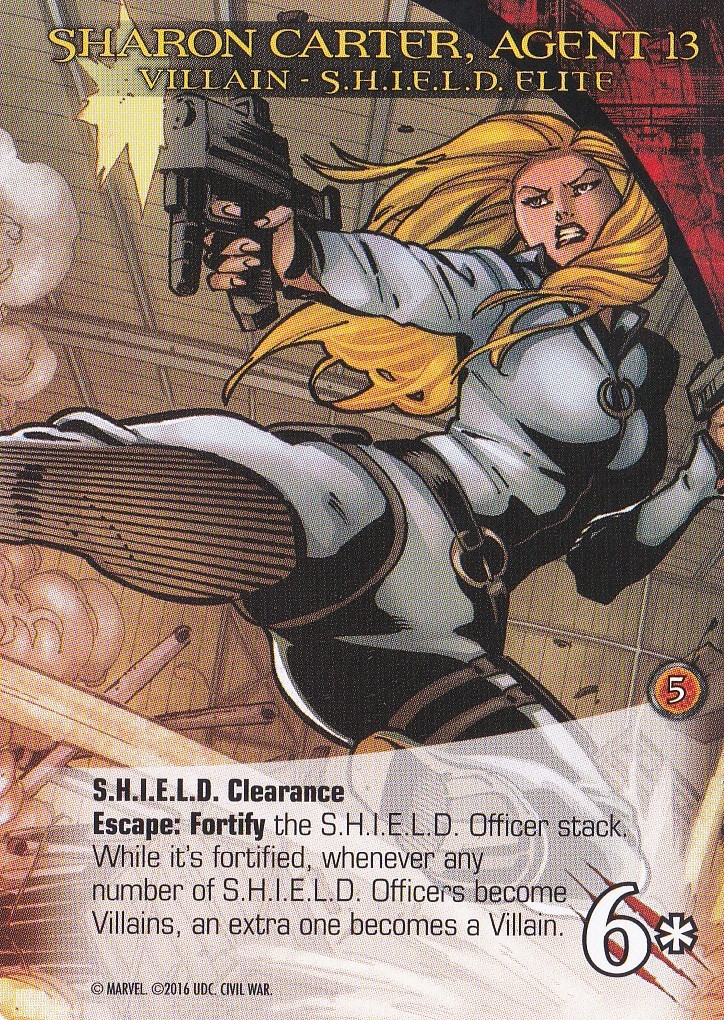 SHARON CARTER, AGENT 13
VILLAIN - S.H.I.E.L.D. ELITE
5
S.H.I.E.L.D. Clearance
Escape: Fortify the S.H.I.E.L.D. Officer stack.
While it's fortified, whenever any
number of S.H.I.E.L.D. Officers become
Villains, an extra one becomes a Villain.
6*
© MARVEL. ©2016 UDC. CIVIL WAR.